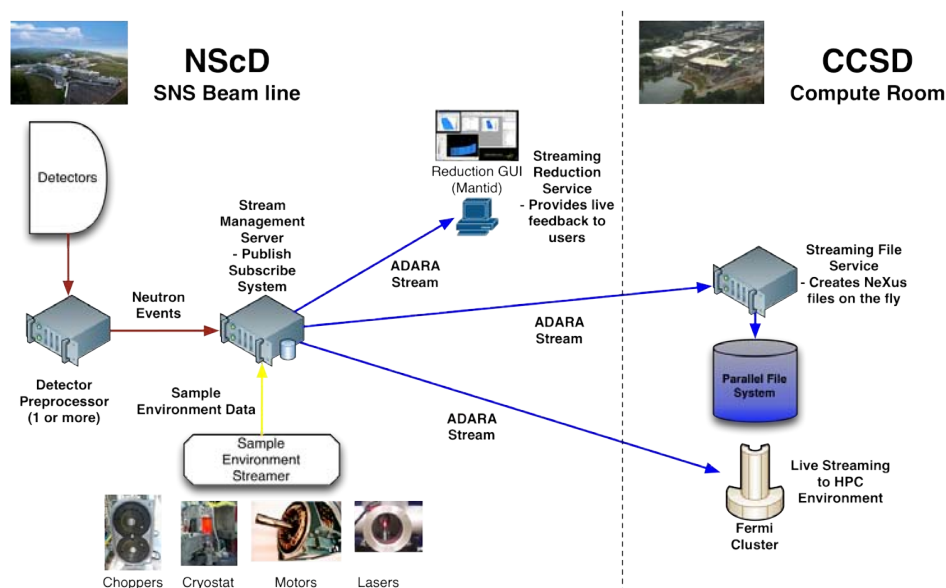 NScD
SNS Beam line
CCSD
Compute Room
Detectors
Reduction GUI
(Mantid)
Streaming
Reduction
Service
- Provides live
feedback to
users
Stream
Management
Server
- Publish
Subscribe
System
ADARA
Stream
Streaming File
Service
- Creates NeXus
files on the fly
Neutron
Events
ADARA
Stream
Detector
Preprocessor
(1 or more)
Sample
Environment Data
Parallel File
System
ADARA
Stream
Sample
Environment
Streamer
Live Streaming
to HPC
Environment
Fermi
Cluster
Choppers
Cryostat
Motors
Lasers